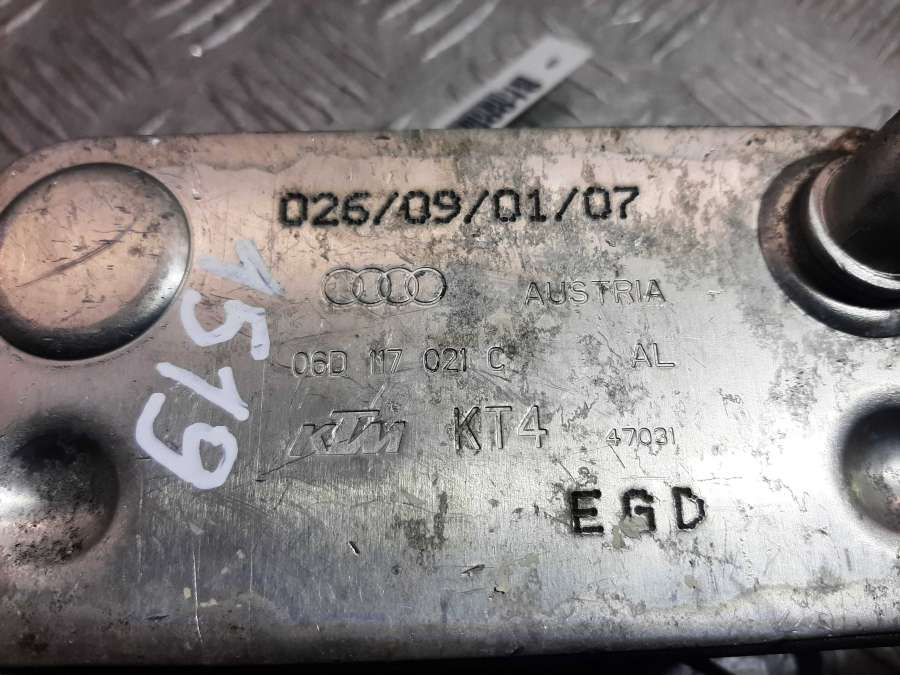 026/09/01/07
AUSTRIA
06D 117 021 C AL
KTM KT4 47031
EGD
1519